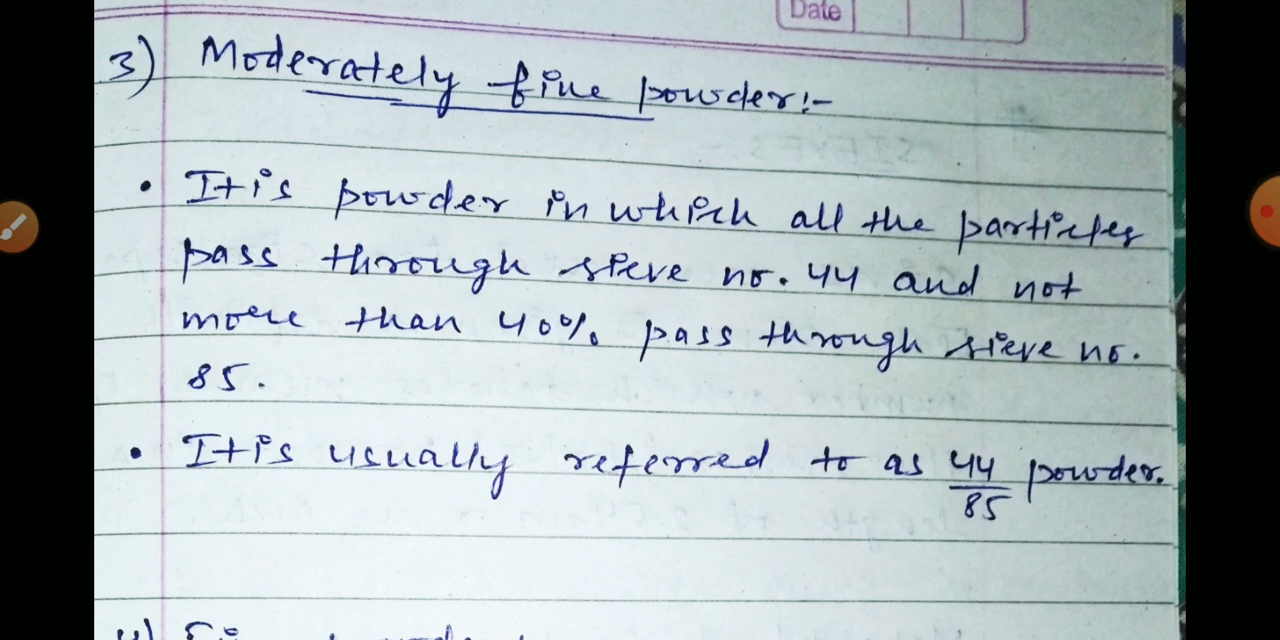 Date
3) Moderately fine powder:-
• It is powder in which all the particles
pass through sieve no. 44 and not
more than 40% pass through sieve no.
85.
• It is usually referred to as 44/85 powder.